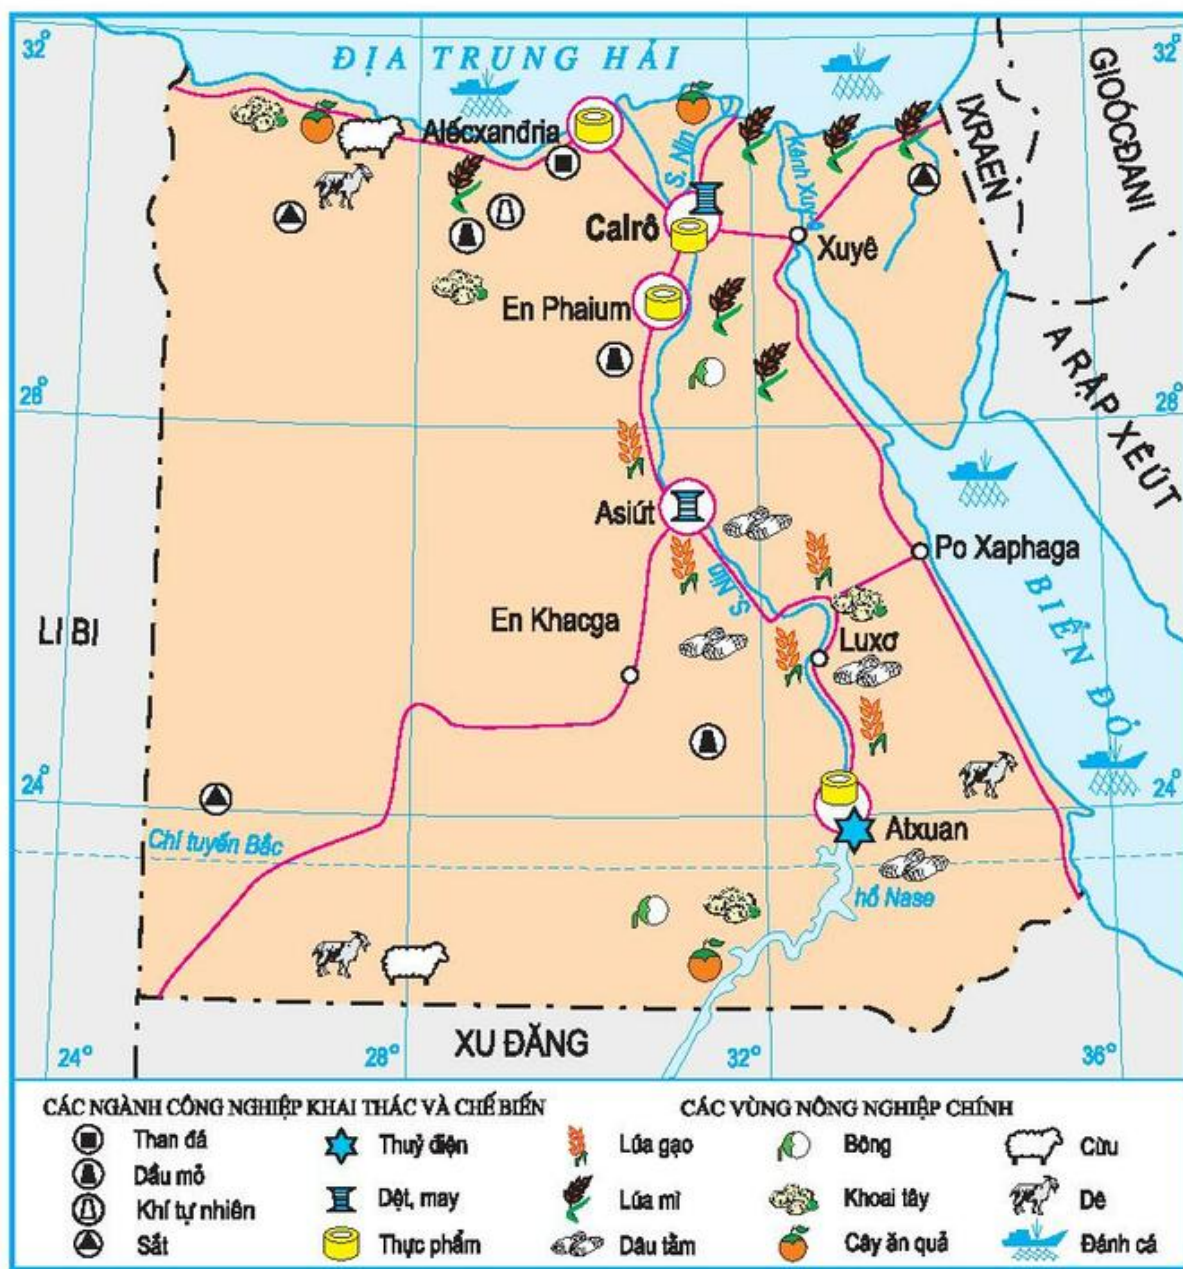 32°
ĐỊA TRUNG HẢI
32°
GIOÓCĐANI
IXRAEN
Alếcxanđria
S. Nin
Kênh Xuyê
Cairô
Xuyê
En Phaium
A RẬP XÊÚT
28°
28°
Asiút
Po Xaphaga
S. Nin
BIỂN ĐỎ
En Khacga
LI BI
Luxơ
24°
24°
Chí tuyến Bắc
Atxuan
hồ Nase
XU ĐĂNG
24°
28°
32°
36°
CÁC NGÀNH CÔNG NGHIỆP KHAI THÁC VÀ CHẾ BIẾN
Than đá
Dầu mỏ
Khí tự nhiên
Sắt
Thuỷ điện
Dệt, may
Thực phẩm
CÁC VÙNG NÔNG NGHIỆP CHÍNH
Lúa gạo
Lúa mì
Dâu tằm
Bông
Khoai tây
Cây ăn quả
Cừu
Dê
Đánh cá